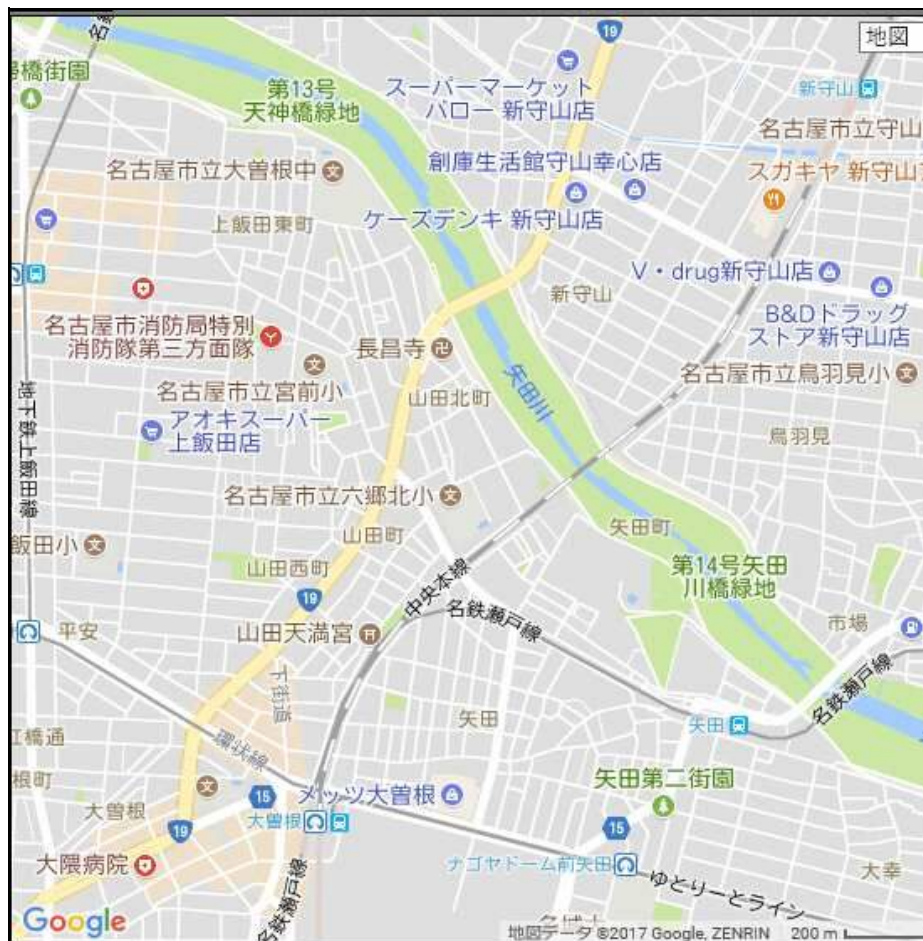 名鉄
19
地図
橋街園
第13号
天神橋緑地
スーパーマーケット
バロー 新守山店
新守山
名古屋市立守山
名古屋市立大曽根中
創庫生活館守山幸心店
スガキヤ 新守山
上飯田東町
ケーズデンキ 新守山店
V・drug新守山店
新守山
名古屋市消防局特別
消防隊第三方面隊
B&Dドラッグ
ストア新守山店
長昌寺
名古屋市立宮前小
山田北町
矢田川
名古屋市立鳥羽見小
地下鉄上飯田線
アオキスーパー
上飯田店
鳥羽見
名古屋市立六郷北小
山田町
矢田町
飯田小
山田西町
第14号矢田
川橋緑地
19
中央本線
名鉄瀬戸線
平安
山田天満宮
市場
名鉄瀬戸線
下街道
矢田
矢田
環状線
根町
大曽根
15
メッツ大曽根
矢田第二街園
19
大曽根
15
大隈病院
ナゴヤドーム前矢田
大幸
ゆとりーとライン
名鉄瀬戸線
Google
地図データ ©2017 Google, ZENRIN
200 m